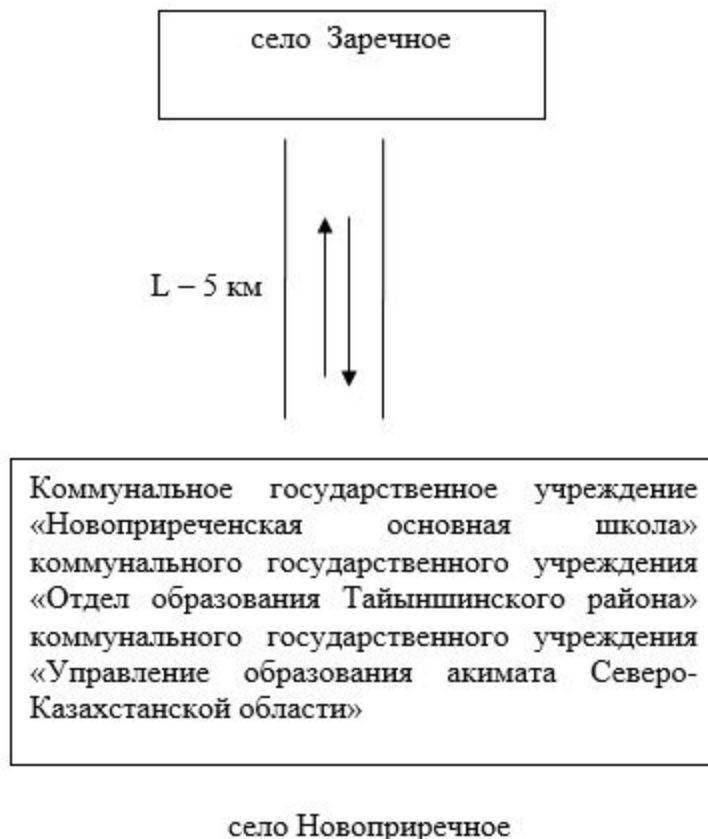 село Заречное
L – 5 км
Коммунальное государственное учреждение
«Новоприреченская основная школа»
коммунального государственного учреждения
«Отдел образования Тайыншинского района»
коммунального государственного учреждения
«Управление образования акимата Северо-
Казахстанской области»
село Новоприречное